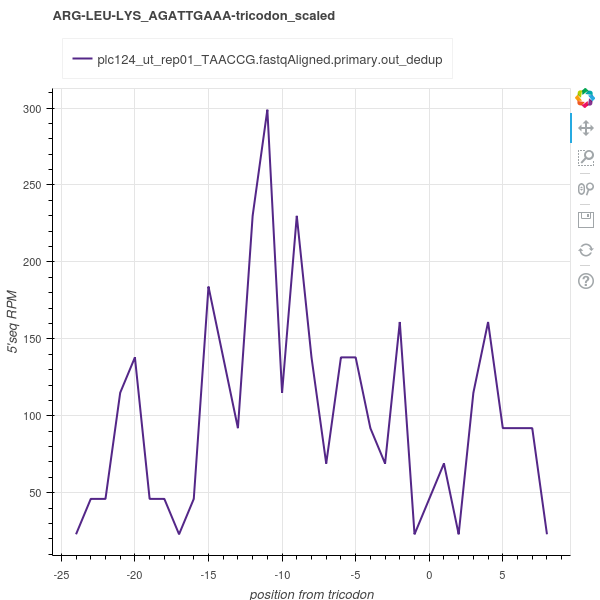 ARG-LEU-LYS_AGATTGAAA-tricodon_scaled
plc124_ut_rep01_TAACCG.fastqAligned.primary.out_dedup
300
250
200
150
100
50
5'seq RPM
-25 -20 -15 -10 -5 0 5
position from tricodon